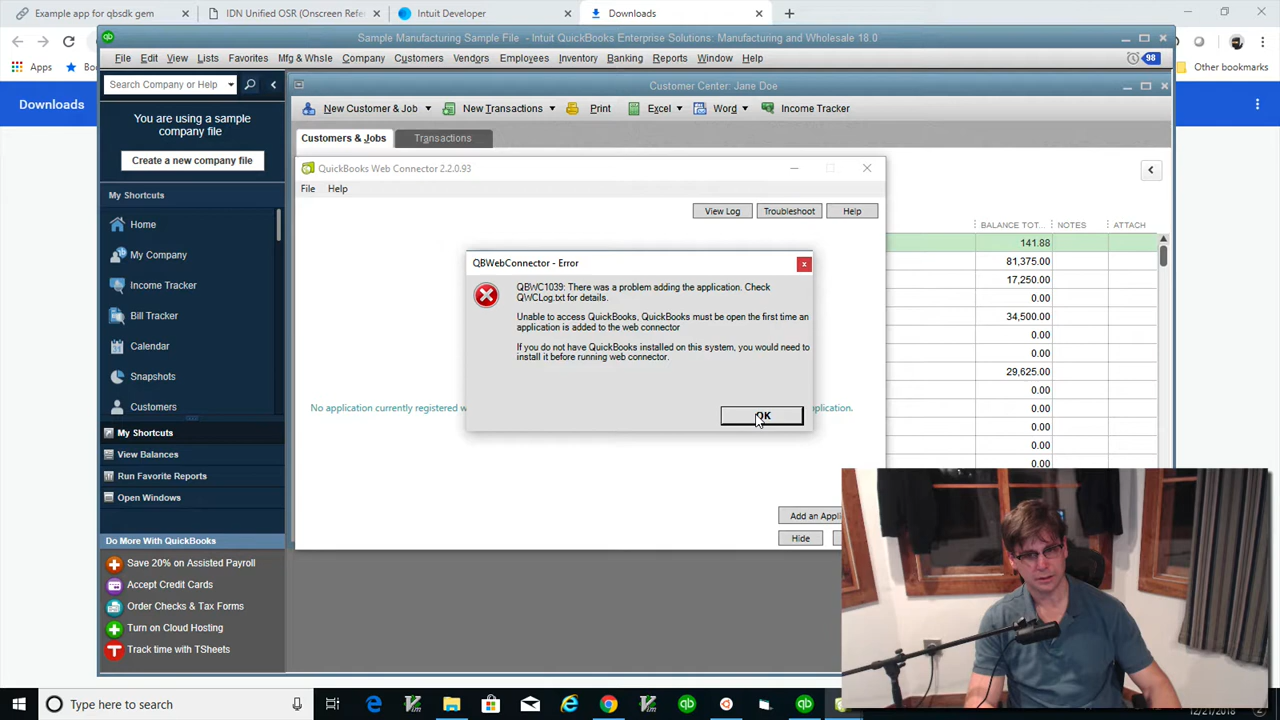 Example app for qbsdk gem
IDN Unified OSR (Onscreen Refe
Intuit Developer
Downloads
Apps
Other bookmarks
Downloads
Sample Manufacturing Sample File - Intuit QuickBooks Enterprise Solutions: Manufacturing and Wholesale 18.0
File Edit View Lists Favorites Mfg & Whsle Company Customers Vendors Employees Inventory Banking Reports Window Help
98
Search Company or Help
You are using a sample
company file
Create a new company file
My Shortcuts
Home
My Company
Income Tracker
Bill Tracker
Calendar
Snapshots
Customers
My Shortcuts
View Balances
Run Favorite Reports
Open Windows
Do More With QuickBooks
Save 20% on Assisted Payroll
Accept Credit Cards
Order Checks & Tax Forms
Turn on Cloud Hosting
Track time with TSheets
Customer Center: Jane Doe
New Customer & Job New Transactions Print Excel Word Income Tracker
Customers & Jobs Transactions
QuickBooks Web Connector 2.2.0.93
File Help
View Log Troubleshoot Help
BALANCE TOT... NOTES ATTACH
141.88
81,375.00
17,250.00
0.00
34,500.00
0.00
0.00
29,625.00
0.00
0.00
0.00
0.00
0.00
QBWebConnector - Error
QBWC1039: There was a problem adding the application. Check
QWCLog.txt for details.
Unable to access QuickBooks, QuickBooks must be open the first time an
application is added to the web connector
If you do not have QuickBooks installed on this system, you would need to
install it before running web connector.
OK
No application currently registered w
plication.
Add an Appli
Hide
Type here to search
12/21/2018